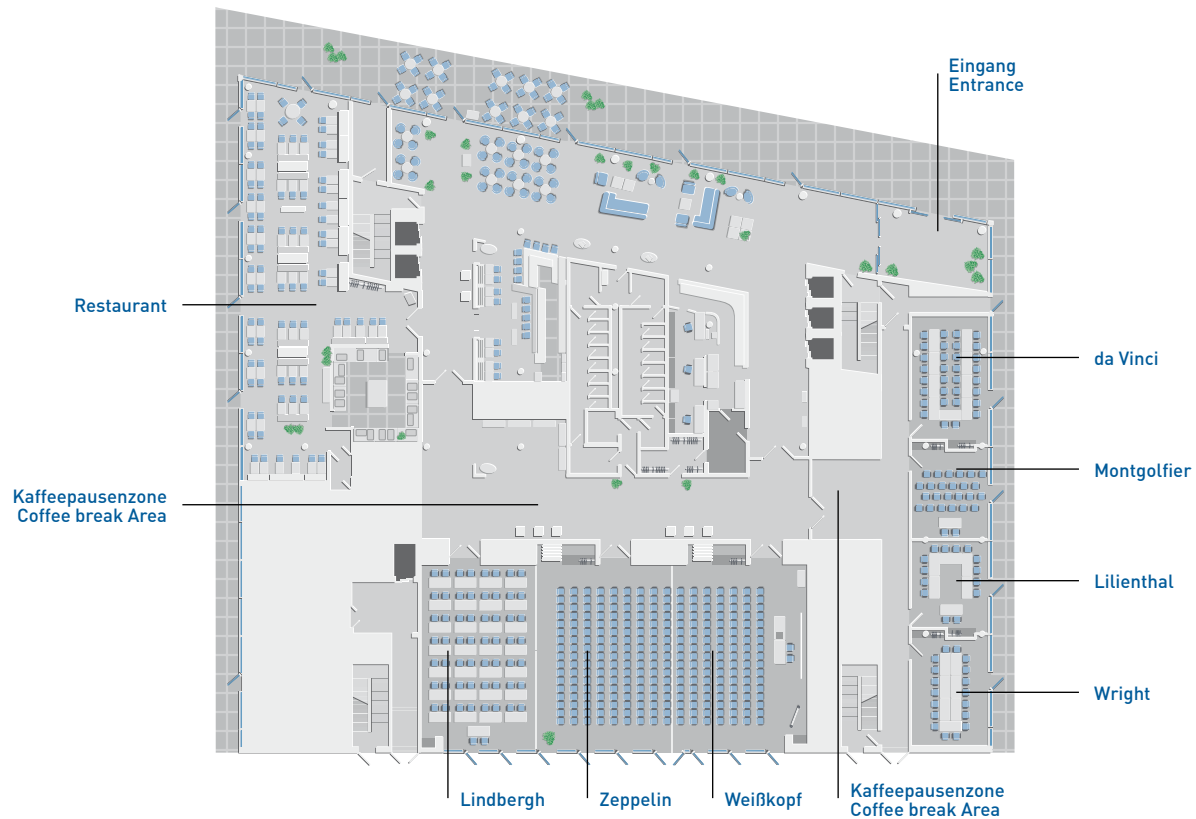 Eingang
Entrance
Restaurant
da Vinci
Montgolfier
Kaffeepausenzone
Coffee break Area
Lilienthal
Wright
Lindbergh
Zeppelin
Weißkopf
Kaffeepausenzone
Coffee break Area